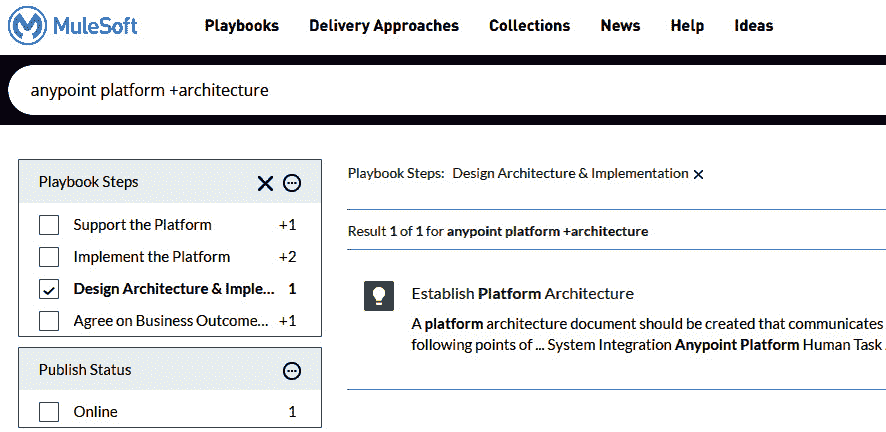 MuleSoft Playbooks Delivery Approaches Collections News Help Ideas
anypoint platform +architecture
Playbook Steps
Support the Platform +1
Implement the Platform +2
Design Architecture & Imple... 1
Agree on Business Outcome... +1
Publish Status
Online 1
Playbook Steps: Design Architecture & Implementation
Result 1 of 1 for anypoint platform +architecture
Establish Platform Architecture
A platform architecture document should be created that communicates
following points of ... System Integration Anypoint Platform Human Task